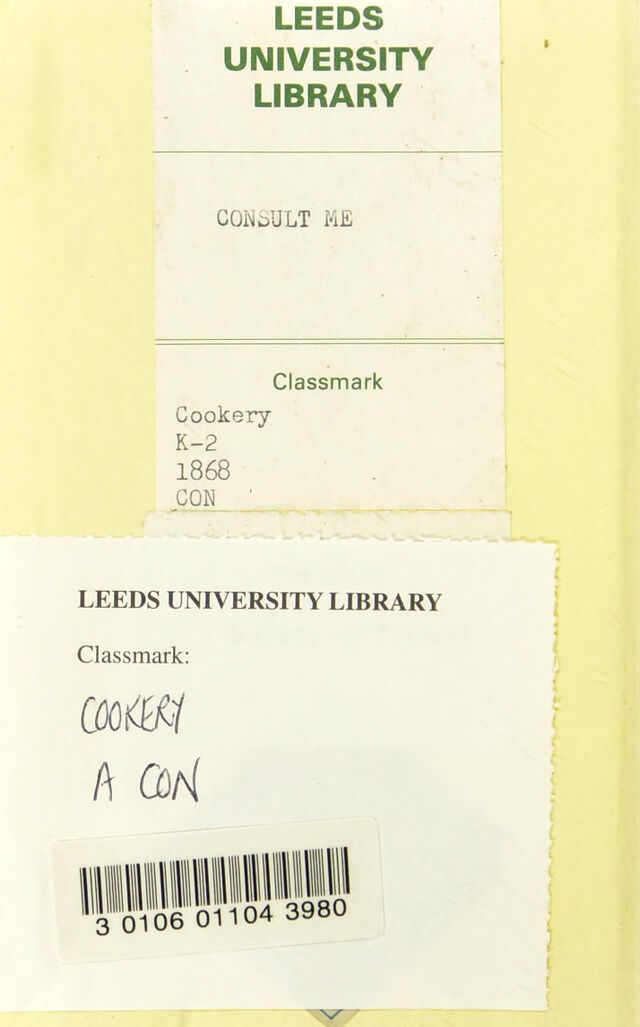 LEEDS
UNIVERSITY
LIBRARY
CONSULT ME
Classmark
Cookery
K-2
1868
CON
LEEDS UNIVERSITY LIBRARY
Classmark:
COOKERY
A CON
3 0106 01104 3980